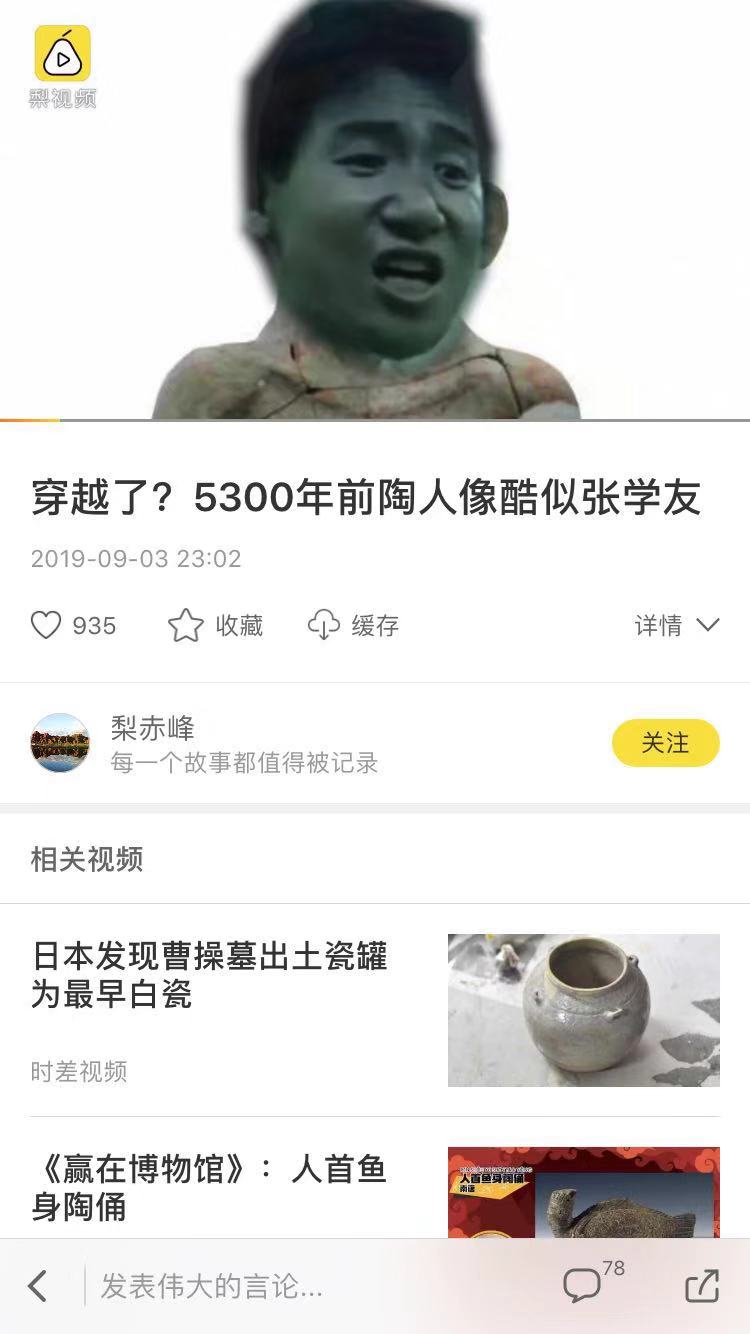 梨视频
穿越了？5300年前陶人像酷似张学友
2019-09-03 23:02
935
收藏
缓存
详情
梨赤峰
每一个故事都值得被记录
关注
相关视频
日本发现曹操墓出土瓷罐
为最早白瓷
时差视频
《赢在博物馆》：人首鱼
身陶俑
人首鱼身陶俑
南唐
发表伟大的言论...
78